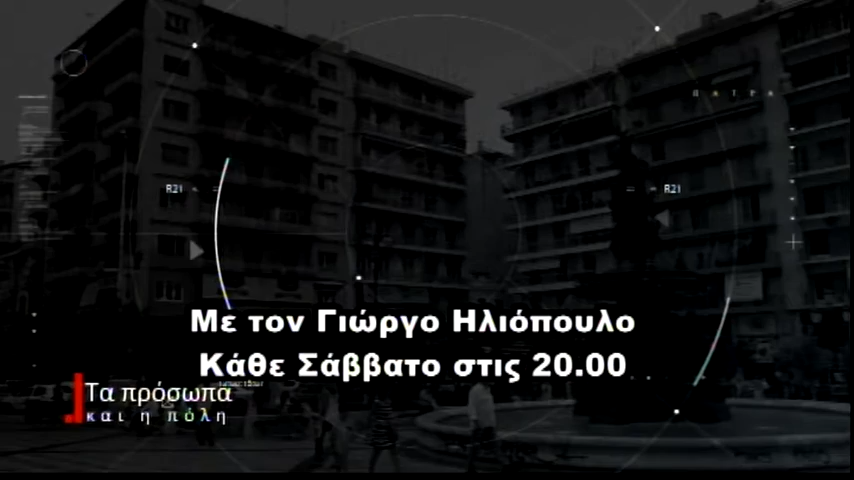 R21
R21
Με τον Γιώργο Ηλιόπουλο
Κάθε Σάββατο στις 20.00
Τα πρόσωπα
και η πόλη